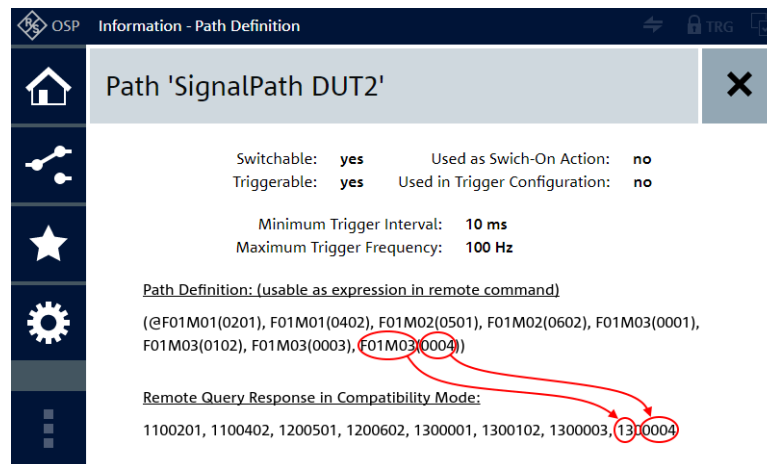 OSP Information - Path Definition TRG
Path 'SignalPath DUT2'
Switchable: yes Used as Swich-On Action: no
Triggerable: yes Used in Trigger Configuration: no
Minimum Trigger Interval: 10 ms
Maximum Trigger Frequency: 100 Hz
Path Definition: (usable as expression in remote command)
(@F01M01(0201), F01M01(0402), F01M02(0501), F01M02(0602), F01M03(0001),
F01M03(0102), F01M03(0003), F01M03(0004))
Remote Query Response in Compatibility Mode:
1100201, 1100402, 1200501, 1200602, 1300001, 1300102, 1300003, 1300004